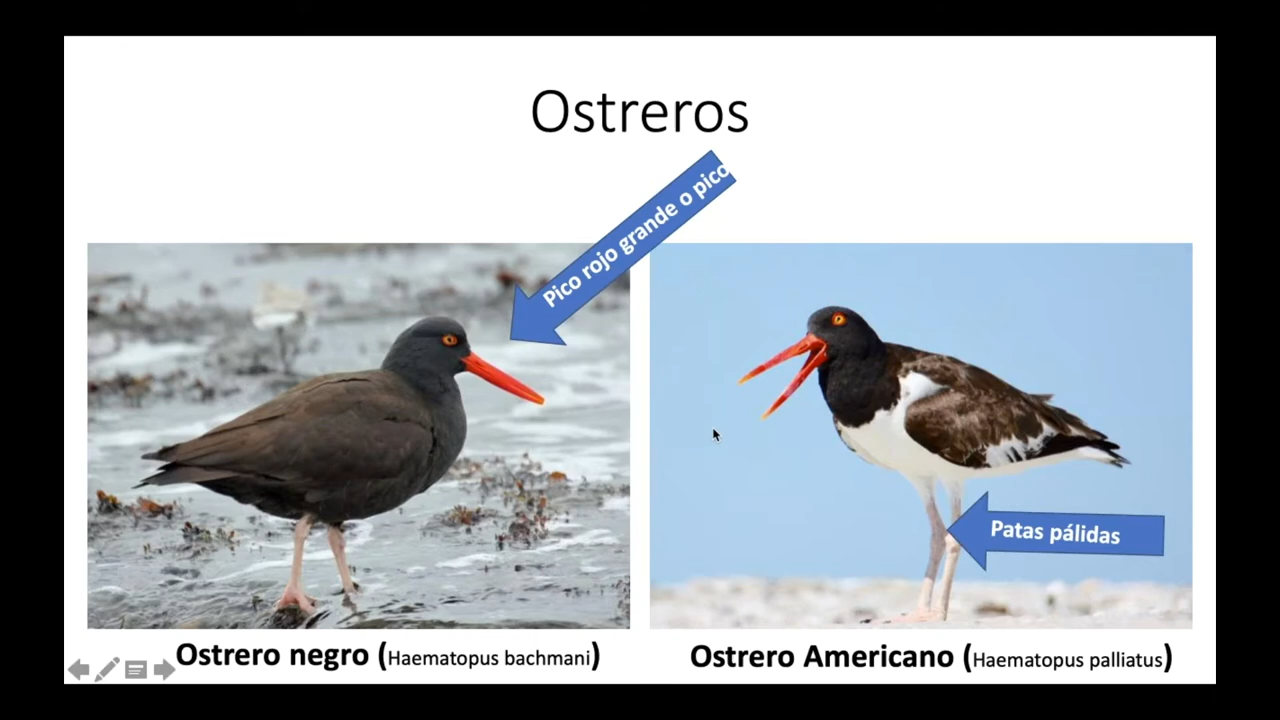 Ostreros
Pico rojo grande o pico
Patas pálidas
Ostrero negro (Haematopus bachmani)
Ostrero Americano (Haematopus palliatus)